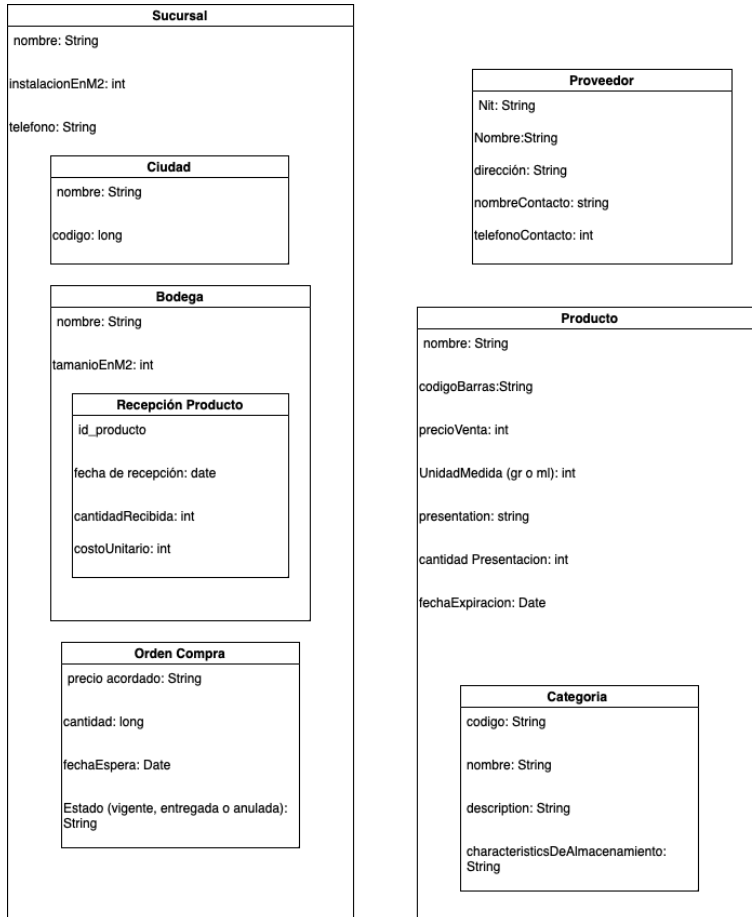 Sucursal
nombre: String
instalacionEnM2: int
telefono: String
Ciudad
nombre: String
codigo: long
Bodega
nombre: String
tamanioEnM2: int
Recepción Producto
id_producto
fecha de recepción: date
cantidadRecibida: int
costoUnitario: int
Orden Compra
precio acordado: String
cantidad: long
fechaEspera: Date
Estado (vigente, entregada o anulada):
String
Proveedor
Nit: String
Nombre:String
dirección: String
nombreContacto: string
telefonoContacto: int
Producto
nombre: String
codigoBarras:String
precioVenta: int
UnidadMedida (gr o ml): int
presentation: string
cantidad Presentacion: int
fechaExpiracion: Date
Categoria
codigo: String
nombre: String
description: String
characteristicsDeAlmacenamiento:
String